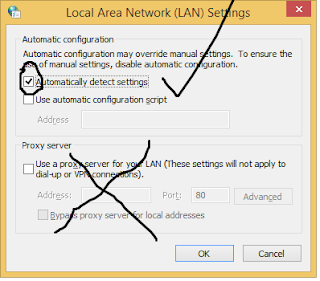 Local Area Network (LAN) Settings
Automatic configuration
Automatic configuration may override manual settings. To ensure the
use of manual settings, disable automatic configuration.
Automatically detect settings
Use automatic configuration script
Address
Proxy server
Use a proxy server for your LAN (These settings will not apply to
dial-up or VPN connections).
Address: Port: 80 Advanced
Bypass proxy server for local addresses
OK Cancel